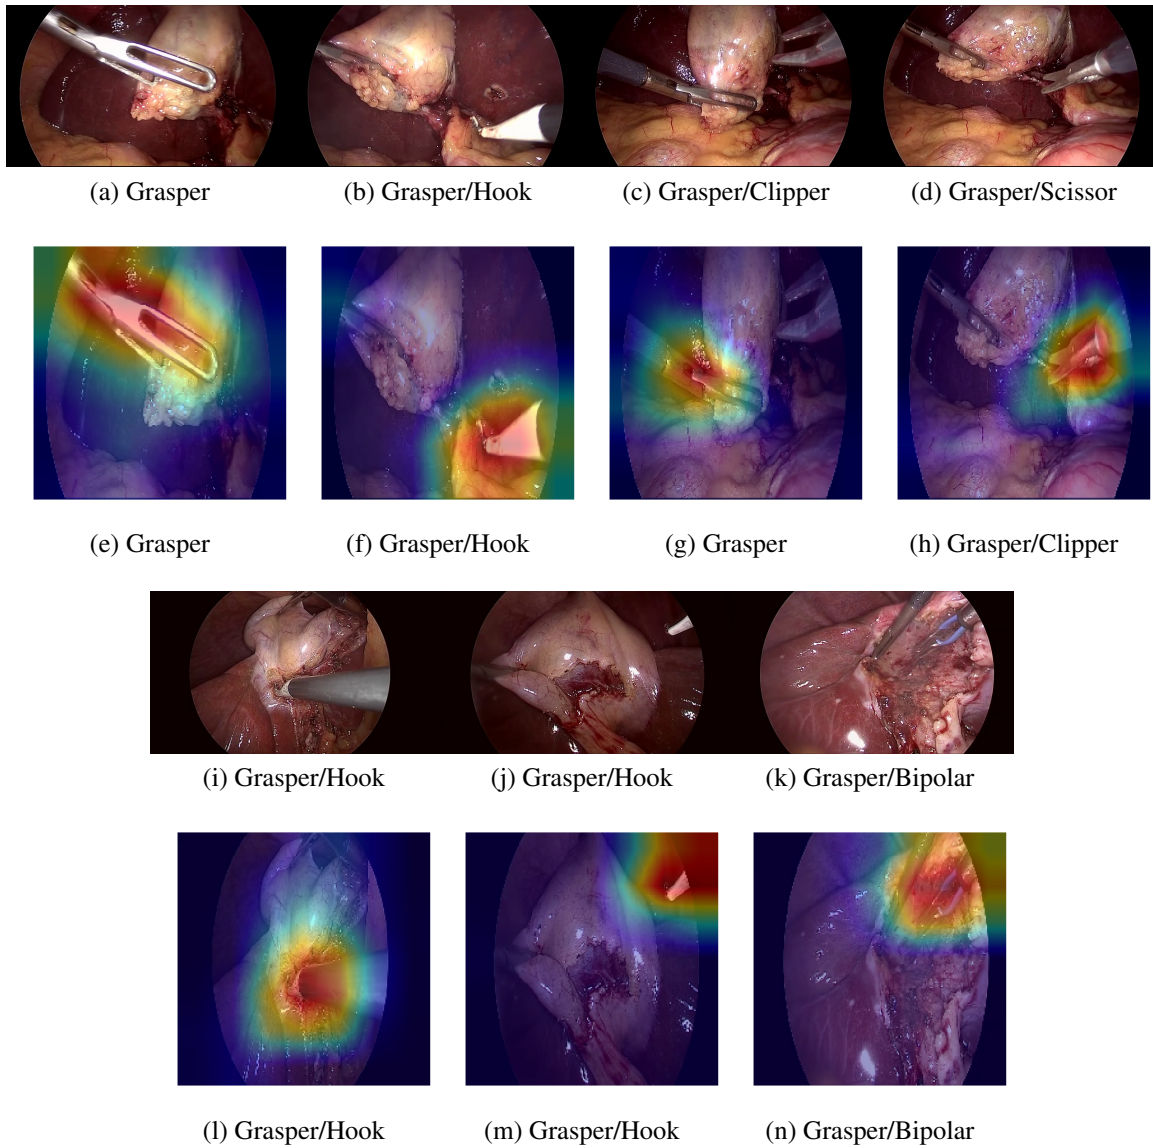 (a) Grasper (b) Grasper/Hook (c) Grasper/Clipper (d) Grasper/Scissor
(e) Grasper (f) Grasper/Hook (g) Grasper (h) Grasper/Clipper
(i) Grasper/Hook (j) Grasper/Hook (k) Grasper/Bipolar
(l) Grasper/Hook (m) Grasper/Hook (n) Grasper/Bipolar